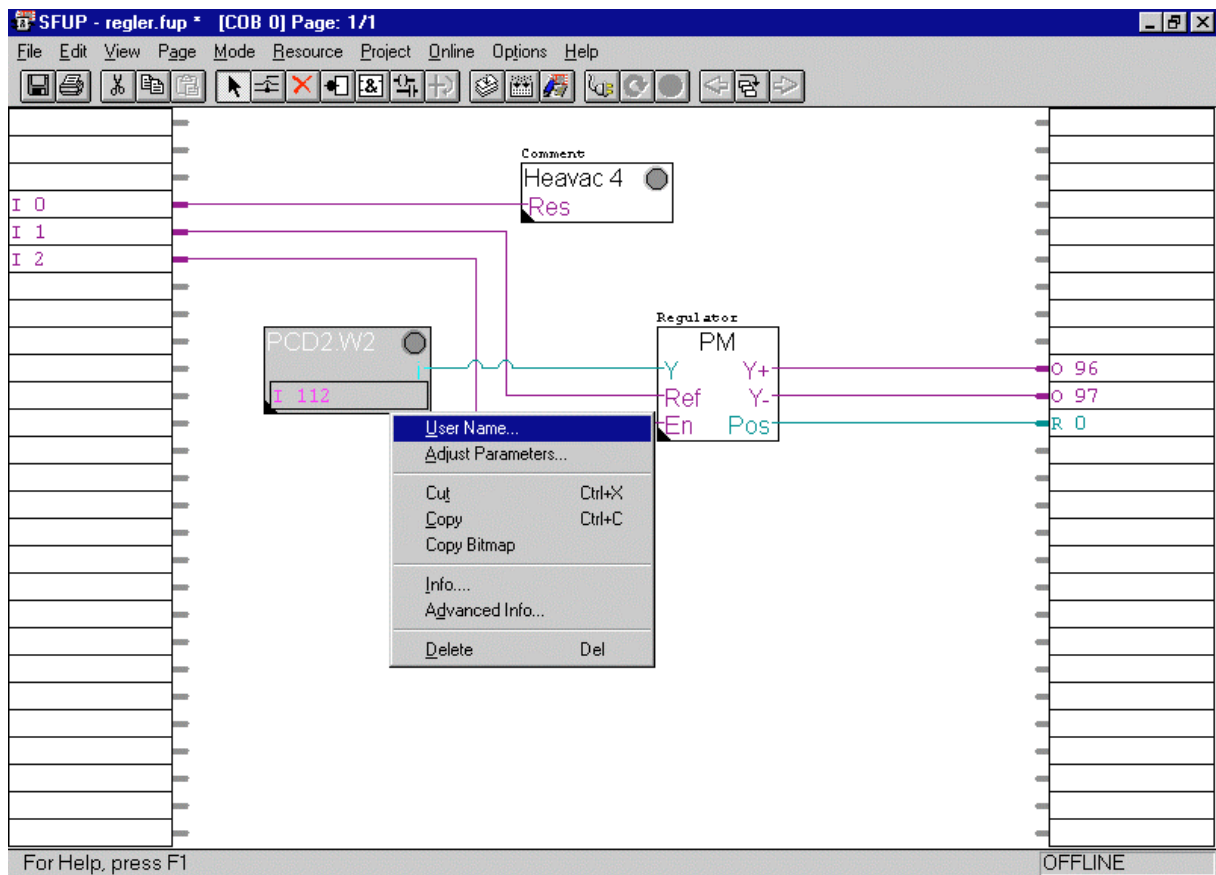 SFUP - regler.fup * [COB 0] Page: 1/1
File Edit View Page Mode Resource Project Online Options Help
Comment
Heavac 4
Res
I 0
I 1
I 2
PCD2.W2
i
I 112
Regulator
PM
Y Y+
Ref Y-
En Pos
O 96
O 97
R 0
User Name...
Adjust Parameters...
Cut Ctrl+X
Copy Ctrl+C
Copy Bitmap
Info....
Advanced Info...
Delete Del
For Help, press F1
OFFLINE